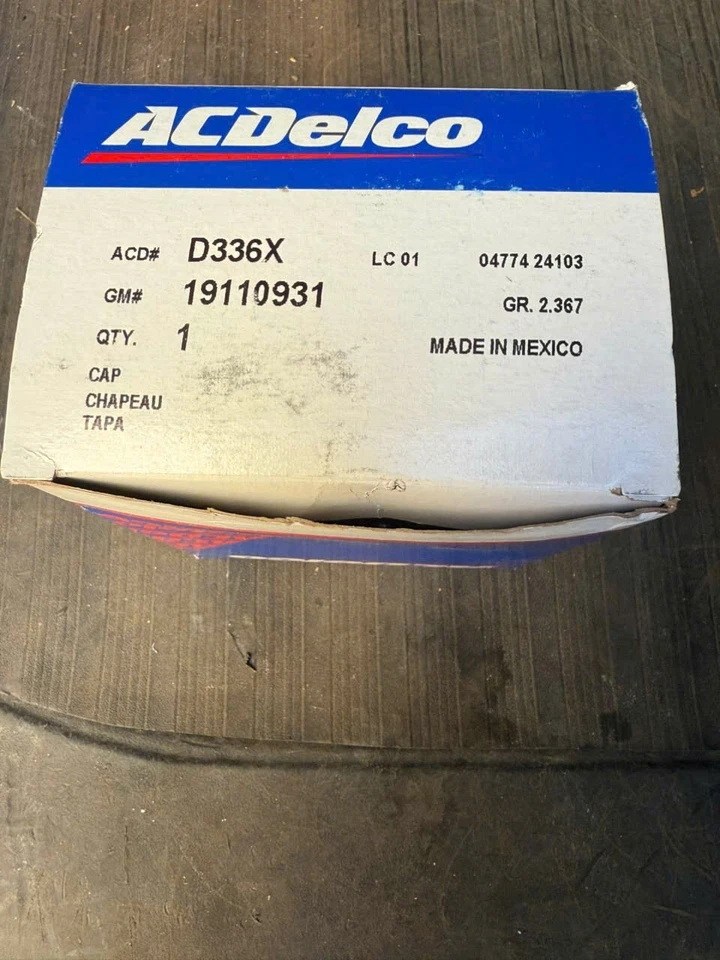 ACDelco
ACD# D336X LC 01 04774 24103
GM# 19110931 GR. 2.367
QTY. 1 MADE IN MEXICO
CAP
CHAPEAU
TAPA